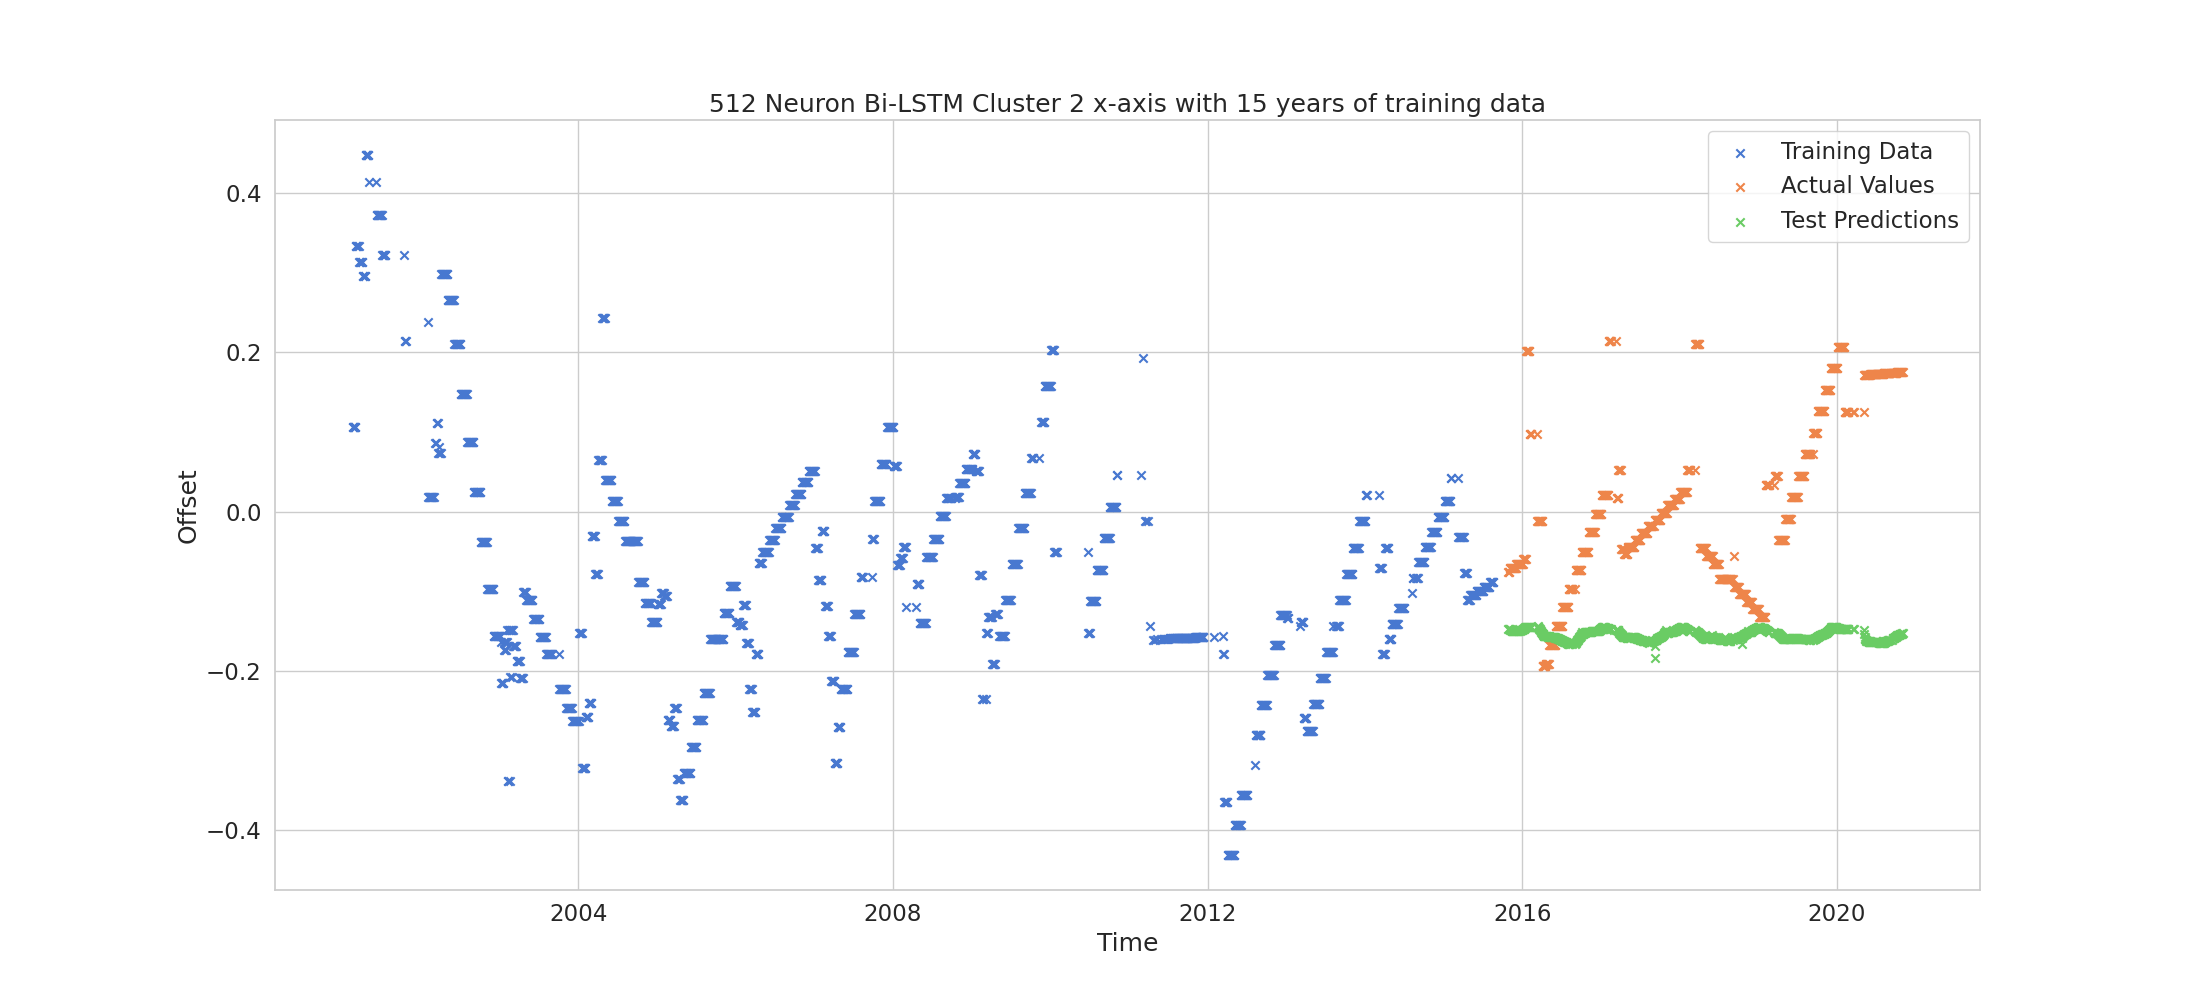 512 Neuron Bi-LSTM Cluster 2 x-axis with 15 years of training data
Training Data
Actual Values
Test Predictions
0.4
0.2
0.0
−0.2
−0.4
Offset
2004 2008 2012 2016 2020
Time